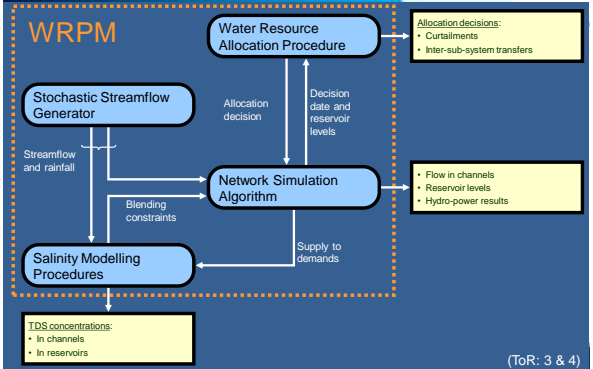 WRPM
Water Resource
Allocation Procedure
Allocation decisions:
• Curtailments
• Inter-sub-system transfers
Stochastic Streamflow
Generator
Allocation
decision
Decision
date and
reservoir
levels
Streamflow
and rainfall
Network Simulation
Algorithm
• Flow in channels
• Reservoir levels
• Hydro-power results
Blending
constraints
Supply to
demands
Salinity Modelling
Procedures
TDS concentrations:
• In channels
• In reservoirs
(ToR: 3 & 4)